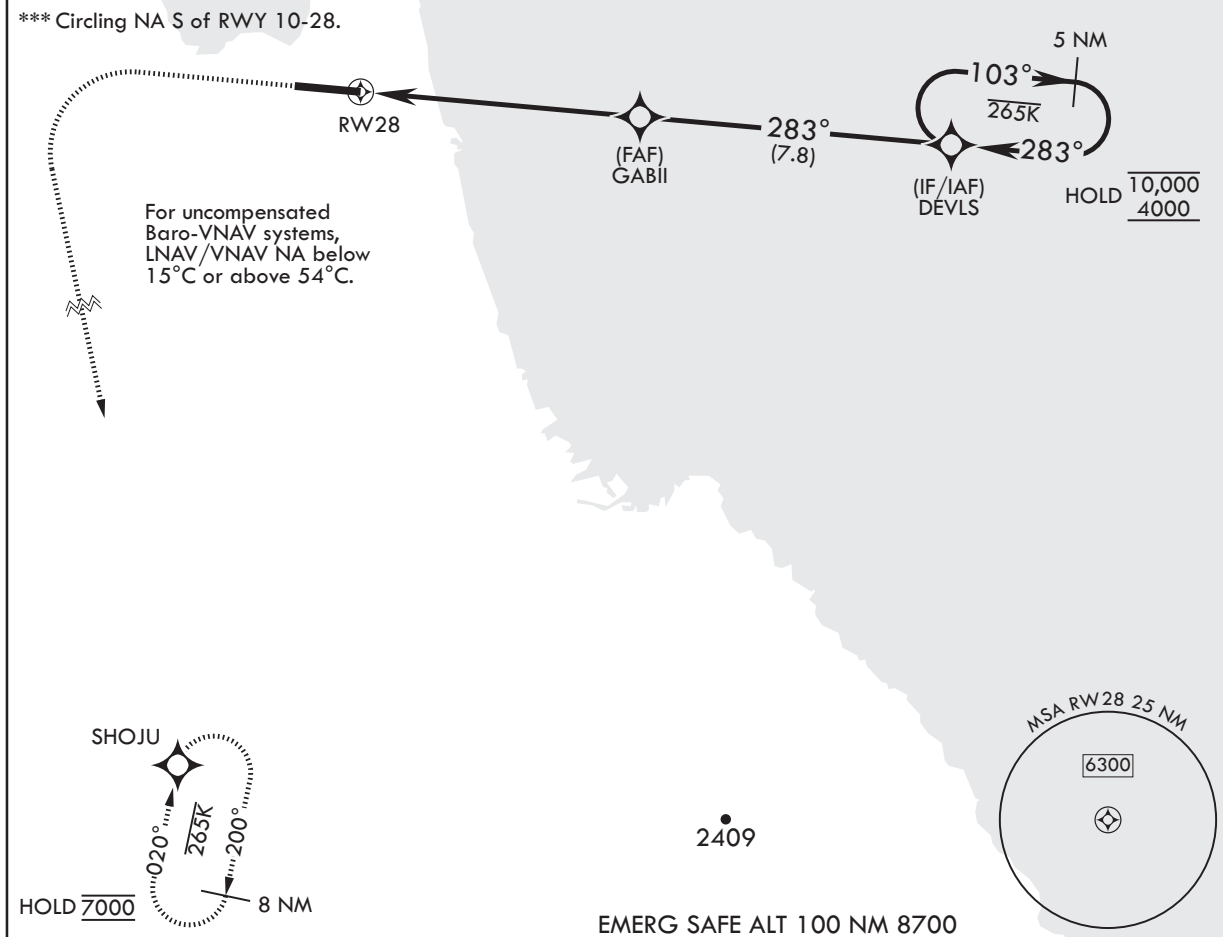 *** Circling NA S of RWY 10-28.
5 NM
103°
265K
RW28
283°
(7.8)
283°
(FAF)
GABII
(IF/IAF)
DEVLS
HOLD 10,000
4000
For uncompensated
Baro-VNAV systems,
LNAV/VNAV NA below
15°C or above 54°C.
MSA RW28 25 NM
6300
SHOJU
020°
265K
200°
HOLD 7000
8 NM
2409
EMERG SAFE ALT 100 NM 8700